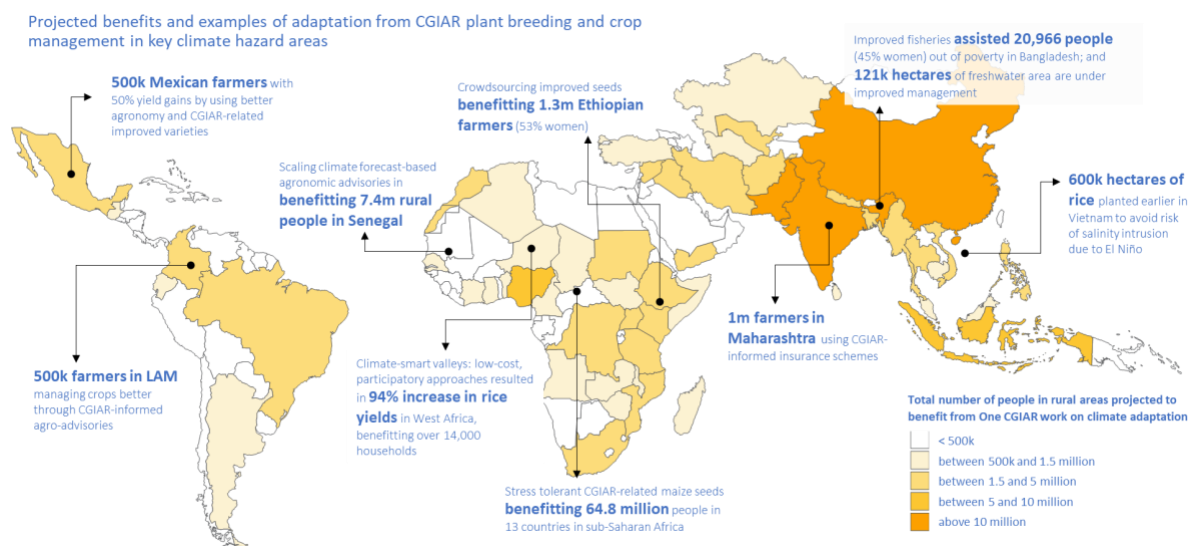 Projected benefits and examples of adaptation from CGIAR plant breeding and crop
management in key climate hazard areas
500k Mexican farmers with
50% yield gains by using better
agronomy and CGIAR-related
improved varieties
Crowdsourcing improved seeds
benefitting 1.3m Ethiopian
farmers (53% women)
Improved fisheries assisted 20,966 people
(45% women) out of poverty in Bangladesh; and
121k hectares of freshwater area are under
improved management
Scaling climate forecast-based
agronomic advisories in
benefitting 7.4m rural
people in Senegal
600k hectares of
rice planted earlier in
Vietnam to avoid risk
of salinity intrusion
due to El Niño
500k farmers in LAM
managing crops better
through CGIAR-informed
agro-advisories
Climate-smart valleys: low-cost,
participatory approaches resulted
in 94% increase in rice
yields in West Africa,
benefitting over 14,000
households
1m farmers in
Maharashtra using CGIAR-
informed insurance schemes
Stress tolerant CGIAR-related maize seeds
benefitting 64.8 million people in
13 countries in sub-Saharan Africa
Total number of people in rural areas projected to
benefit from One CGIAR work on climate adaptation
< 500k
between 500k and 1.5 million
between 1.5 and 5 million
between 5 and 10 million
above 10 million